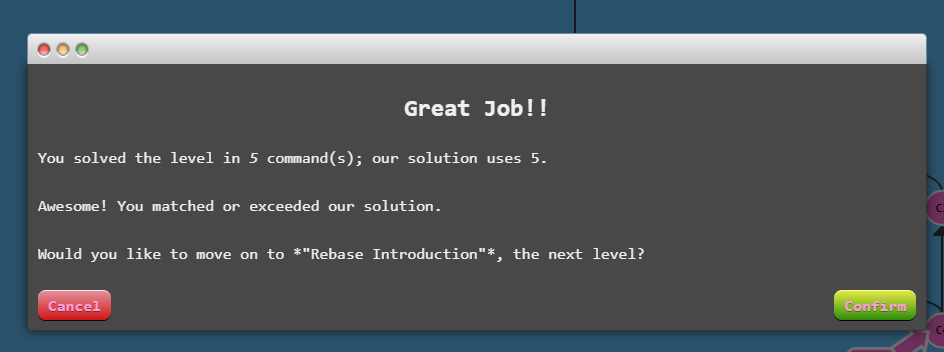 Great Job!!
You solved the level in 5 command(s); our solution uses 5.
Awesome! You matched or exceeded our solution.
Would you like to move on to *"Rebase Introduction"*, the next level?
Cancel
Confirm